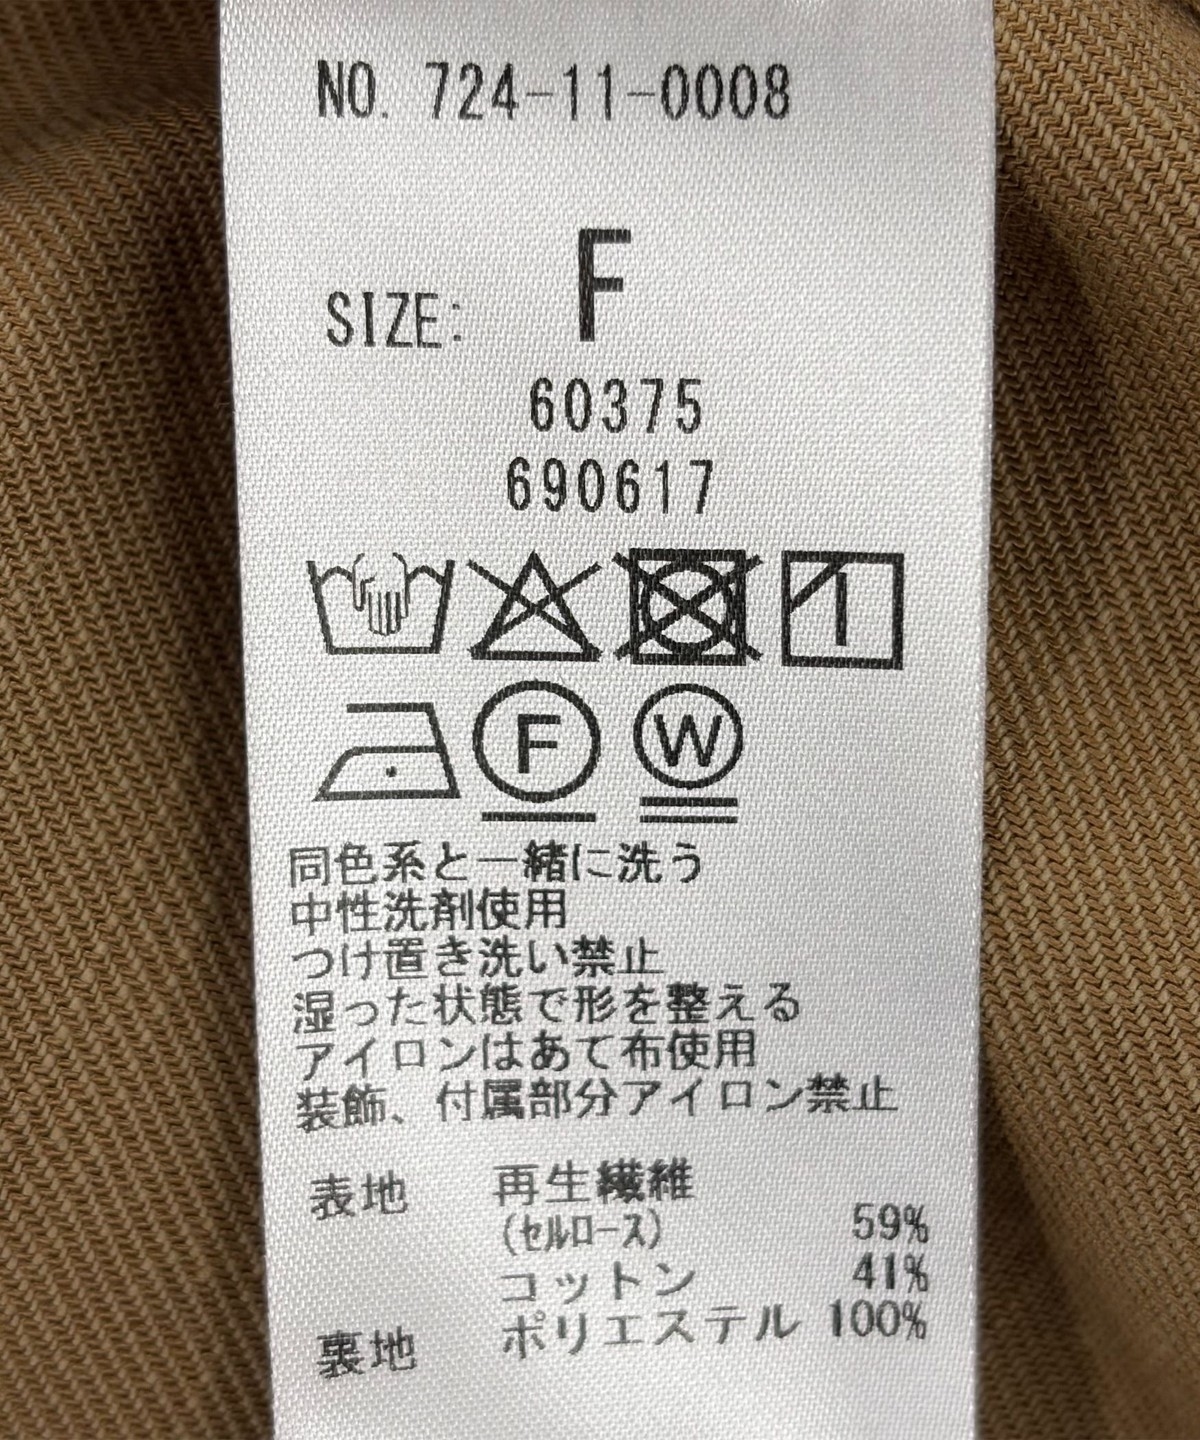 NO. 724-11-0008
SIZE: F
60375
690617
F W
同色系と一緒に洗う
中性洗剤使用
つけ置き洗い禁止
湿った状態で形を整える
アイロンはあて布使用
装飾、付属部分アイロン禁止
表地 再生繊維
(セルロース) 59%
コットン 41%
裏地 ポリエステル 100%